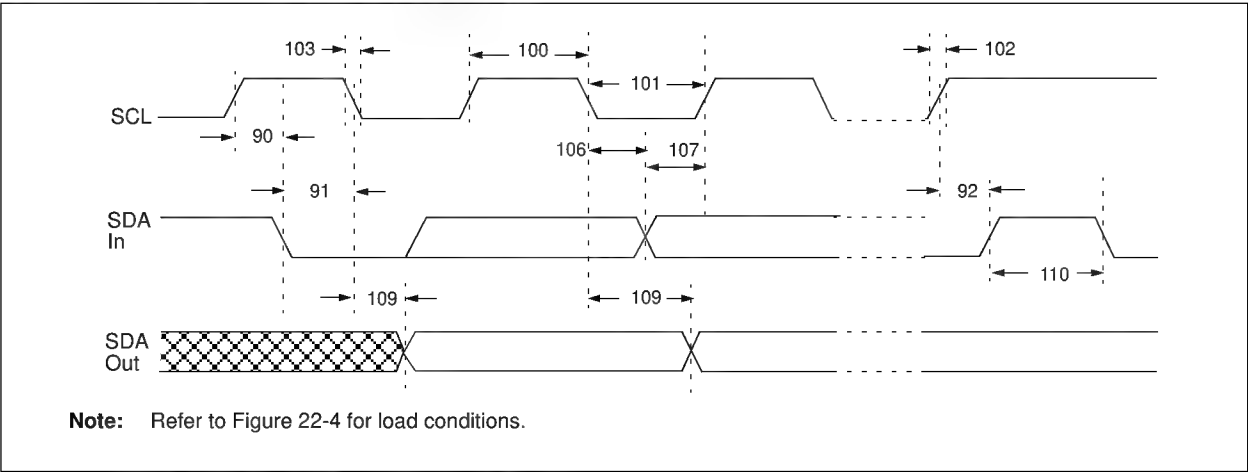 103 100 102
101
SCL
90 106 107
91 92
SDA
In
110
109 109
SDA
Out
Note: Refer to Figure 22-4 for load conditions.